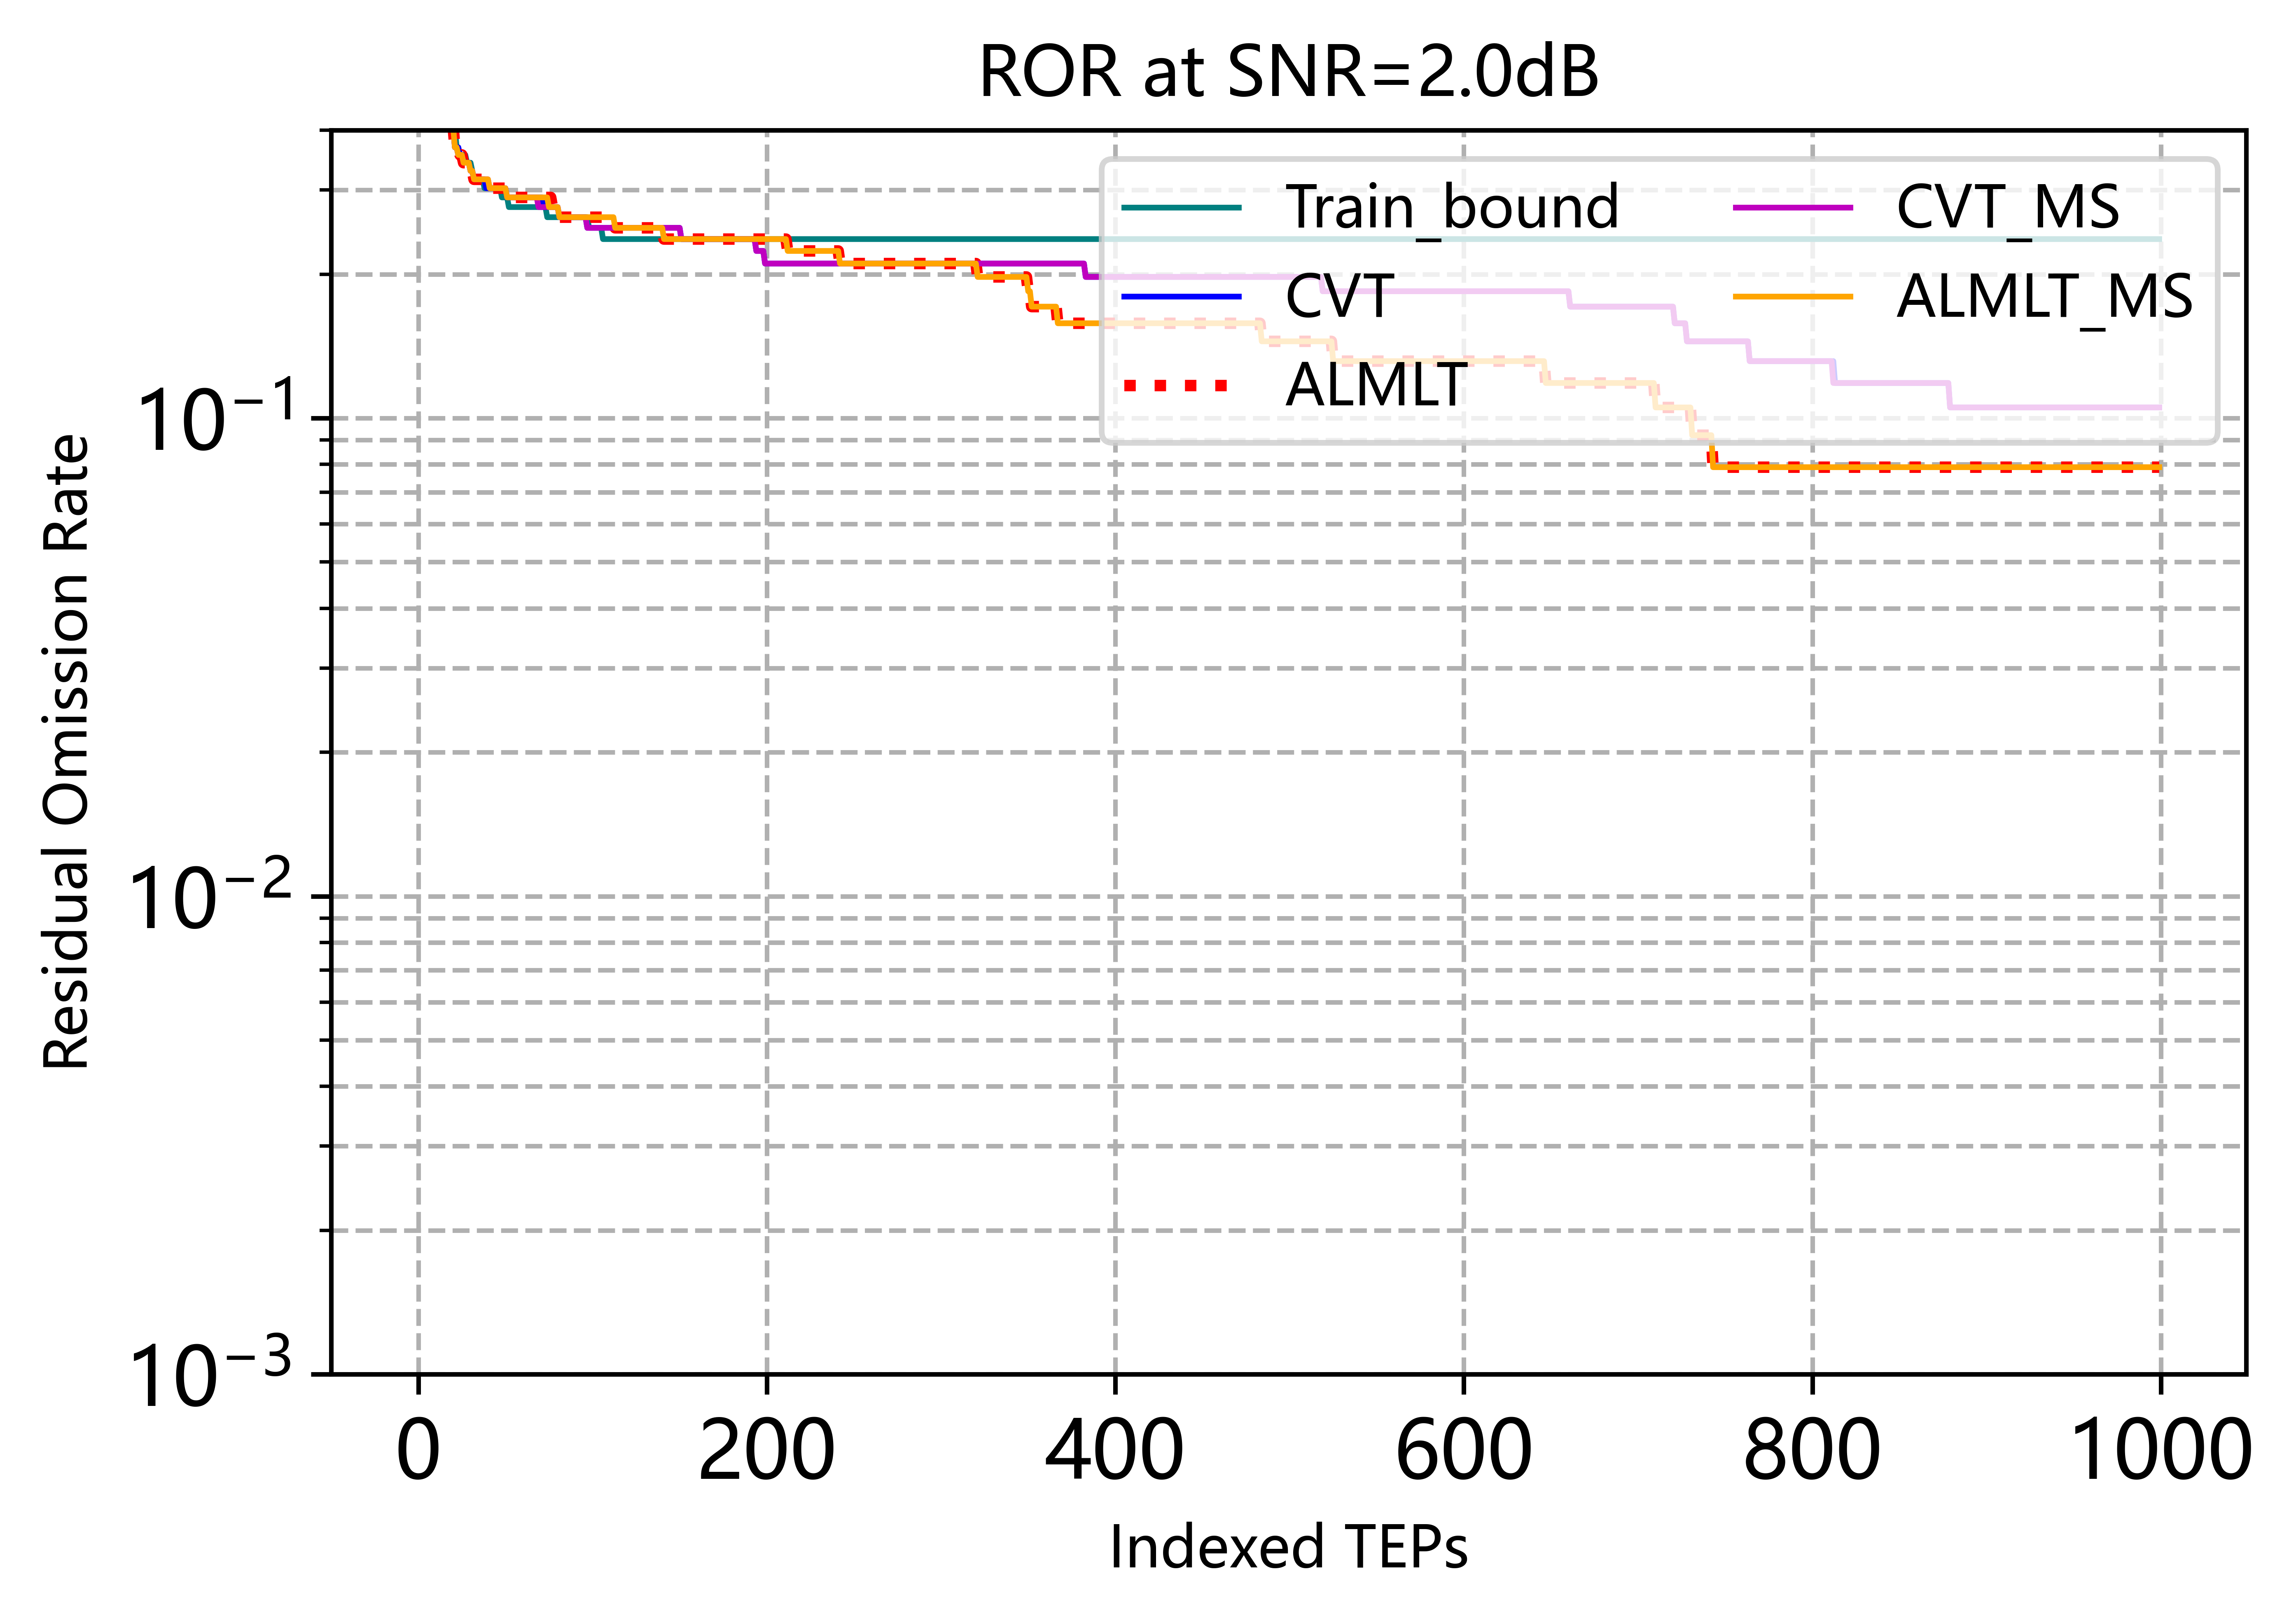 ROR at SNR=2.0dB
Train_bound
CVT
ALMLT
CVT_MS
ALMLT_MS
Residual Omission Rate
10⁻¹
10⁻²
10⁻³
0 200 400 600 800 1000
Indexed TEPs